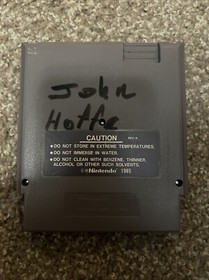 John
CAUTION
REV-A
●DO NOT STORE IN EXTREME TEMPERATURES.
●DO NOT IMMERSE IN WATER.
●DO NOT CLEAN WITH BENZENE, THINNER,
ALCOHOL OR OTHER SUCH SOLVENTS.
©Nintendo 1985